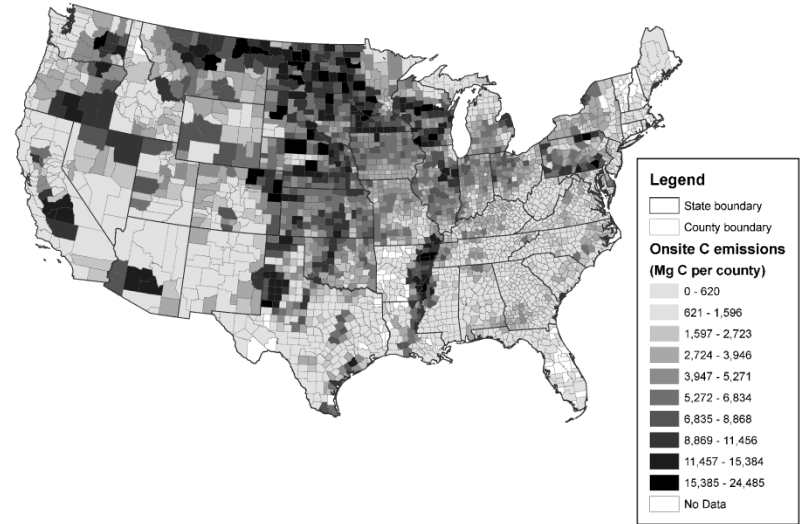 Legend
State boundary
County boundary
Onsite C emissions
(Mg C per county)
0 - 620
621 - 1,596
1,597 - 2,723
2,724 - 3,946
3,947 - 5,271
5,272 - 6,834
6,835 - 8,868
8,869 - 11,456
11,457 - 15,384
15,385 - 24,485
No Data